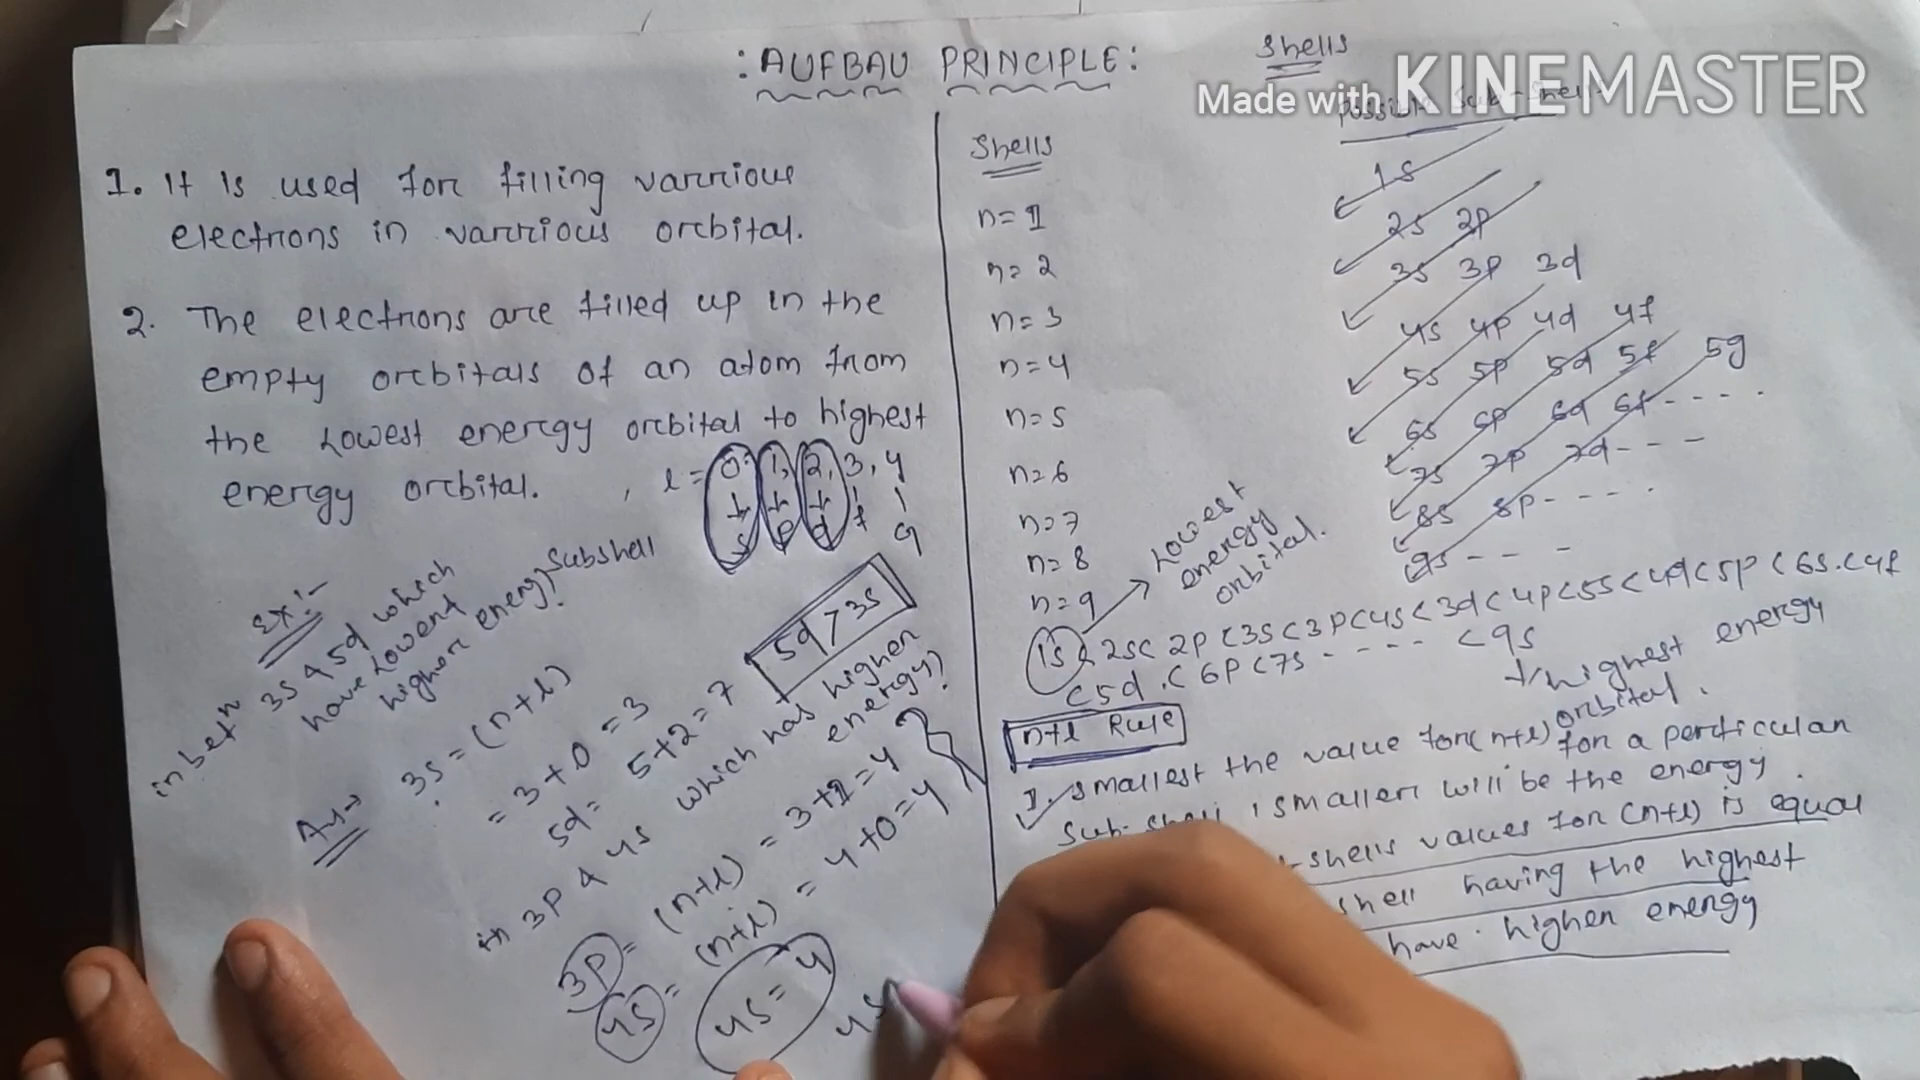 : AUFBAU PRINCIPLE :
Shells
Made with KINEMASTER
1. It is used for filling varrious
electrons in varrious orbital.
2. The electrons are filled up in the
empty orbitals of an atom from
the Lowest energy orbital to highest
energy orbital.
, l = 0, 1, 2, 3, 4
s p d f g
Subshell
Ex:-
in betn 3s & 5d which
have Lowest
higher energy.
Ans→ 3s = (n+l)
= 3+0 = 3
5d = 5+2 = 7
5d > 3s
in 3p & 4s which has higher
energy?
3p = (n+l) = 3+1 = 4
4s = (n+l) = 4+0 = 4
4s = 4
4s
Shells
n= 1
n= 2
n= 3
n= 4
n= 5
n= 6
n= 7
n= 8
n= 9
Possible Sub-shell
1s
2s 2p
3s 3p 3d
4s 4p 4d 4f
5s 5p 5d 5f 5g
6s 6p 6d 6f - - - - .
7s 7p 7d - - -
8s 8p - - - - .
9s - - -
Lowest
energy
orbital.
1s < 2s < 2p < 3s < 3p < 4s < 3d < 4p < 5s < 4d < 5p < 6s < 4f
< 5d < 6p < 7s - - - - < 9s
highest energy
orbital.
n+l Rule
1. Smallest the value for (n+l) for a perticular
Sub-shell, smaller will be the energy.
-shells values for (n+l) is equal
shell having the highest
have higher energy